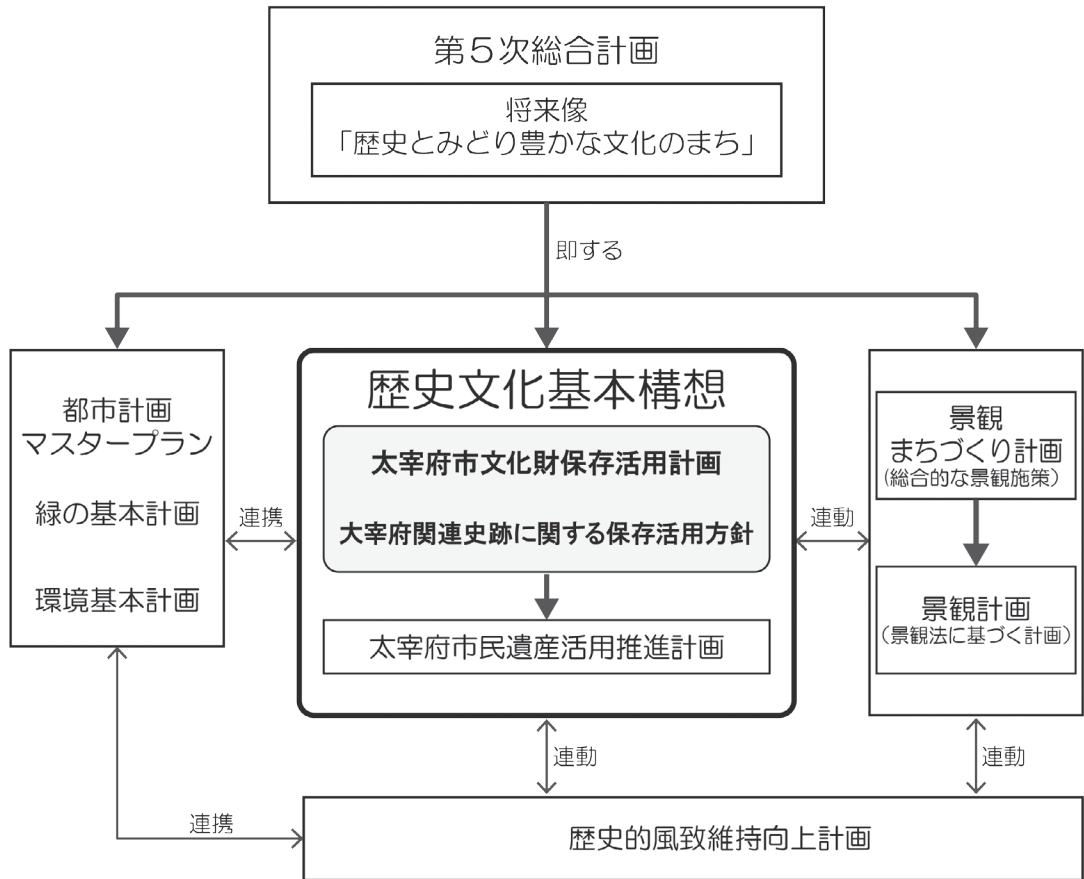 第５次総合計画
将来像
「歴史とみどり豊かな文化のまち」
即する
都市計画
マスタープラン
緑の基本計画
環境基本計画
連携
歴史文化基本構想
太宰府市文化財保存活用計画
大宰府関連史跡に関する保存活用方針
太宰府市民遺産活用推進計画
連動
景観
まちづくり計画
(総合的な景観施策)
景観計画
(景観法に基づく計画)
連動
連動
連携
歴史的風致維持向上計画